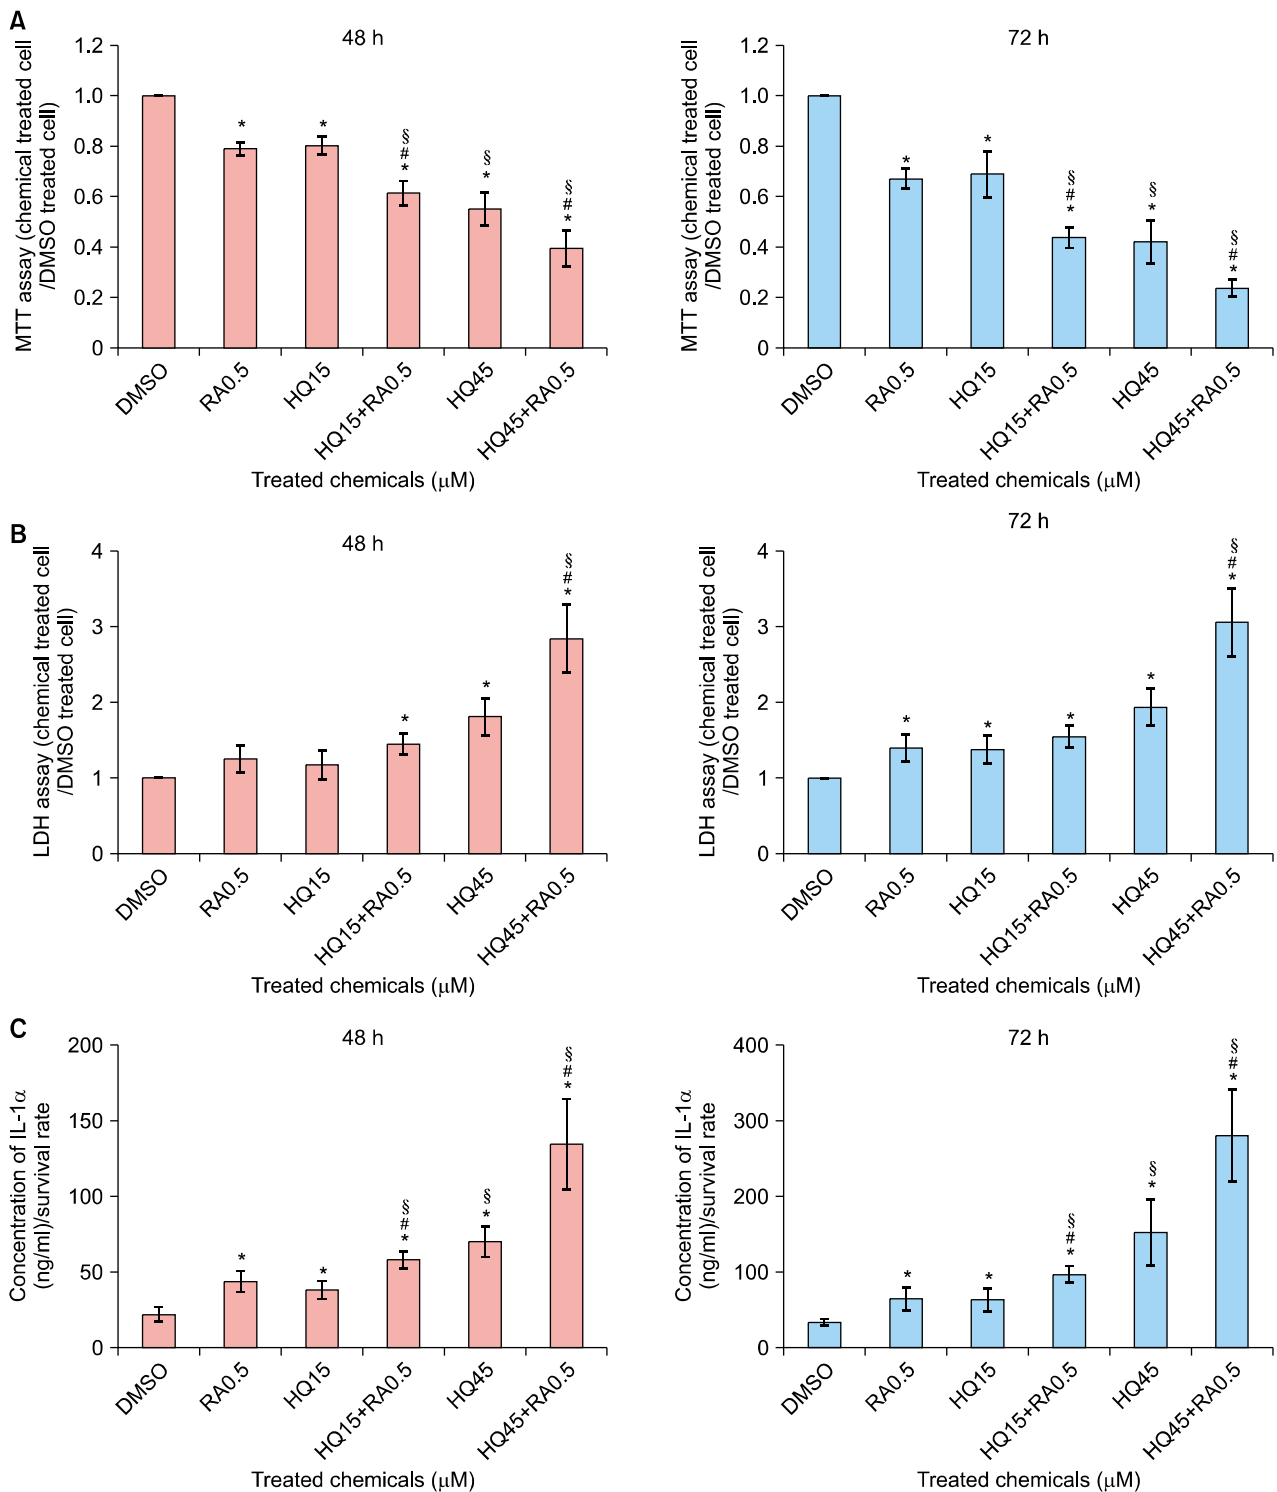 A
48 h
MTT assay (chemical treated cell
/DMSO treated cell)
1.2
1.0
0.8
0.6
0.4
0.2
0
*
*
§
#
*
§
*
§
#
*
DMSO
RA0.5
HQ15
HQ15+RA0.5
HQ45
HQ45+RA0.5
Treated chemicals (μM)
72 h
MTT assay (chemical treated cell
/DMSO treated cell)
1.2
1.0
0.8
0.6
0.4
0.2
0
*
*
§
#
*
§
*
§
#
*
DMSO
RA0.5
HQ15
HQ15+RA0.5
HQ45
HQ45+RA0.5
Treated chemicals (μM)
B
48 h
LDH assay (chemical treated cell
/DMSO treated cell)
4
3
2
1
0
*
*
§
#
*
DMSO
RA0.5
HQ15
HQ15+RA0.5
HQ45
HQ45+RA0.5
Treated chemicals (μM)
72 h
LDH assay (chemical treated cell
/DMSO treated cell)
4
3
2
1
0
*
*
*
*
§
#
*
DMSO
RA0.5
HQ15
HQ15+RA0.5
HQ45
HQ45+RA0.5
Treated chemicals (μM)
C
48 h
Concentration of IL-1α
(ng/ml)/survival rate
200
150
100
50
0
*
*
§
#
*
§
*
§
#
*
DMSO
RA0.5
HQ15
HQ15+RA0.5
HQ45
HQ45+RA0.5
Treated chemicals (μM)
72 h
Concentration of IL-1α
(ng/ml)/survival rate
400
300
200
100
0
*
*
§
#
*
§
*
§
#
*
DMSO
RA0.5
HQ15
HQ15+RA0.5
HQ45
HQ45+RA0.5
Treated chemicals (μM)